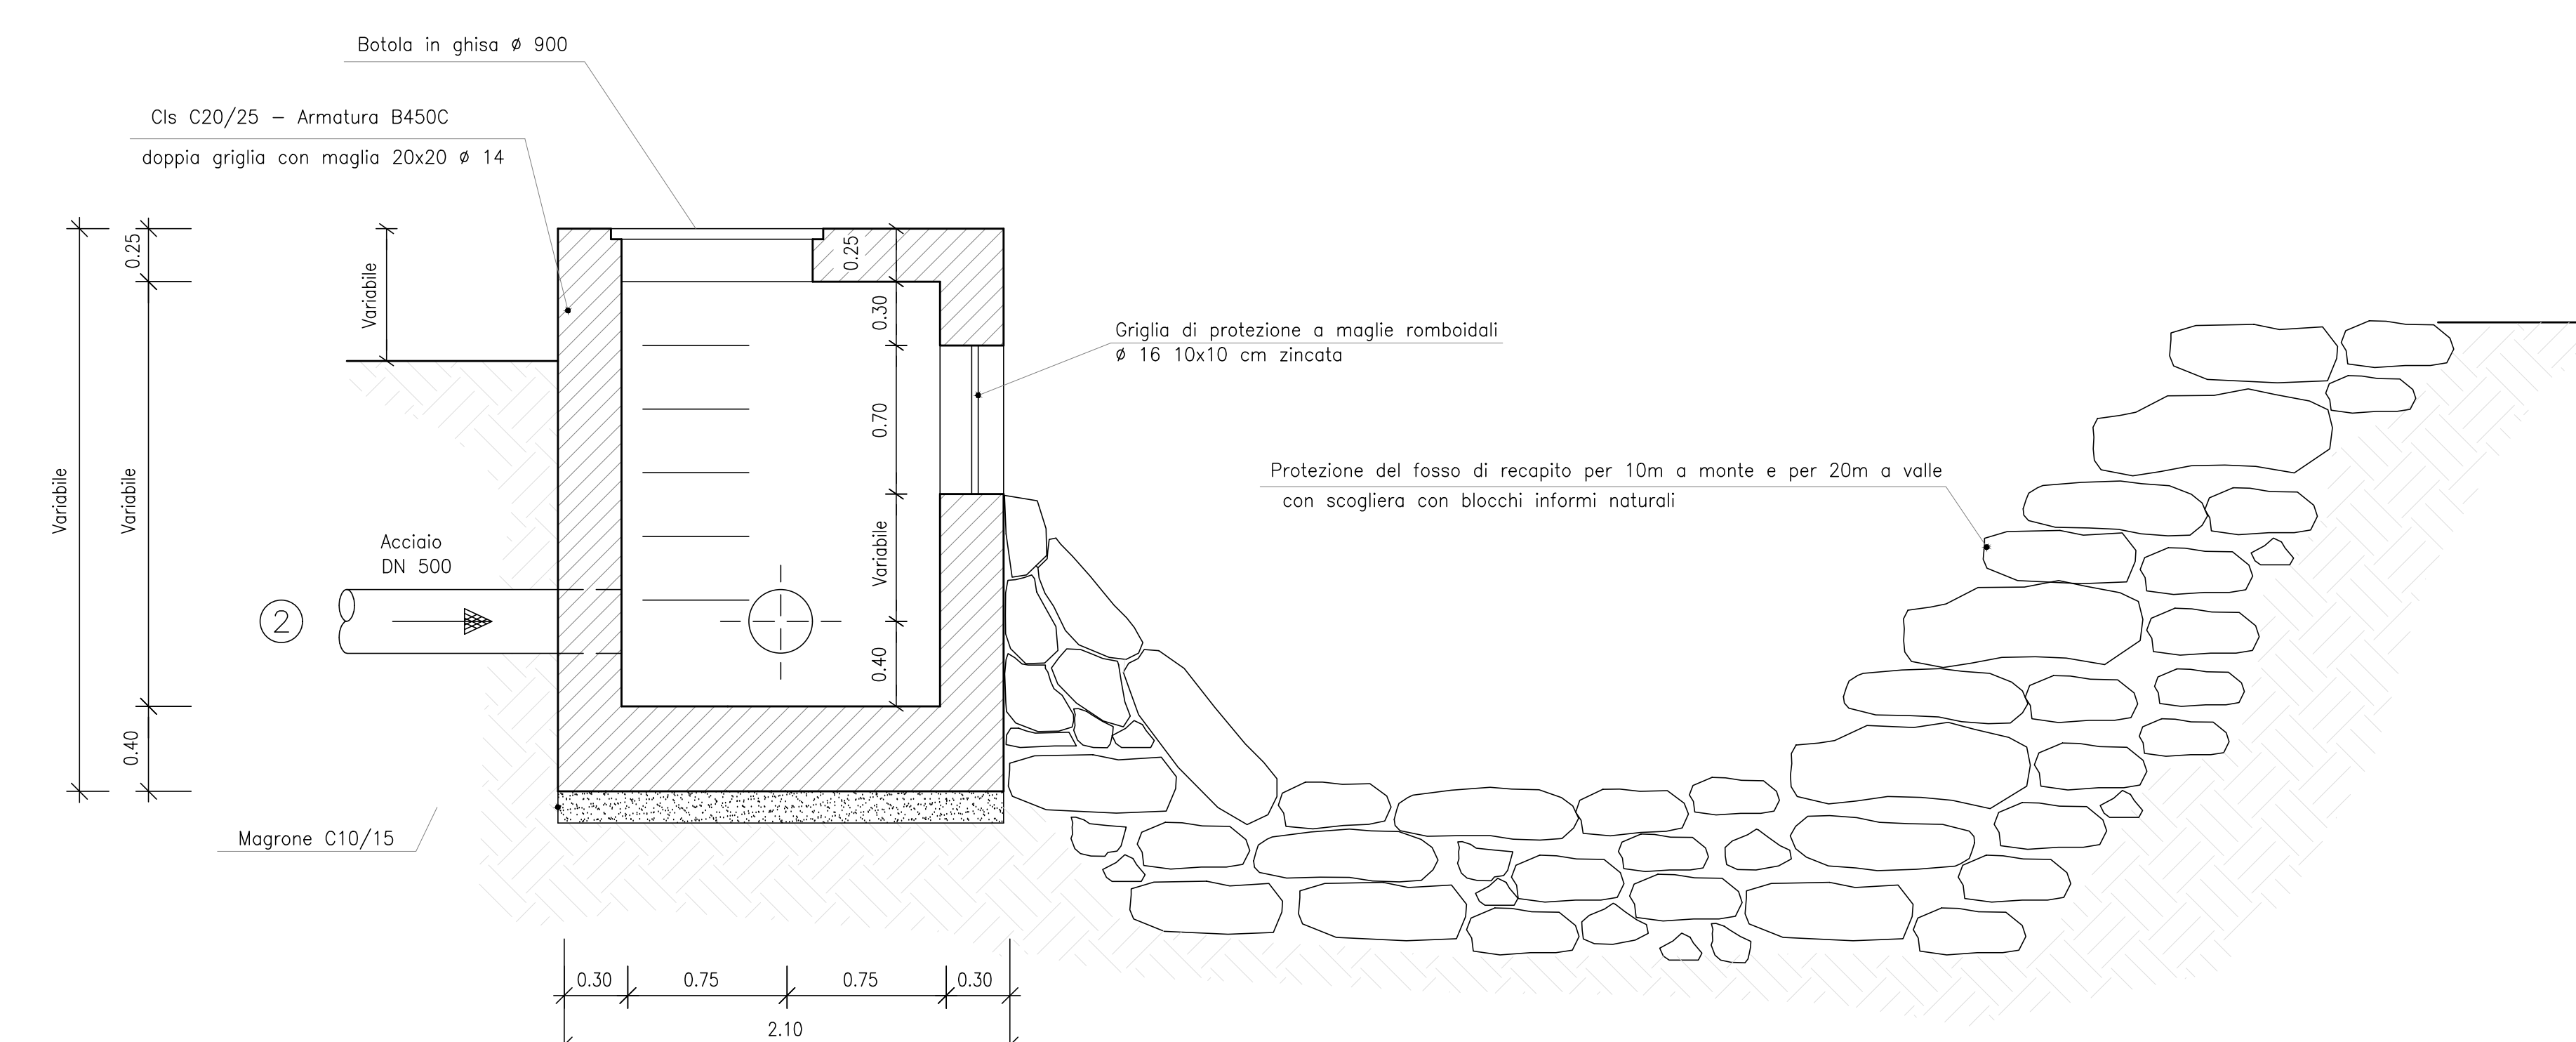 Botola in ghisa ø 900
Cls C20/25 – Armatura B450C
doppia griglia con maglia 20x20 ø 14
0.25
Variabile
0.25
0.30
Griglia di protezione a maglie romboidali
ø 16 10x10 cm zincata
0.70
Protezione del fosso di recapito per 10m a monte e per 20m a valle
con scogliera con blocchi informi naturali
Variabile
Variabile
Variabile
Acciaio
DN 500
2
0.40
0.40
Magrone C10/15
0.30 0.75 0.75 0.30
2.10